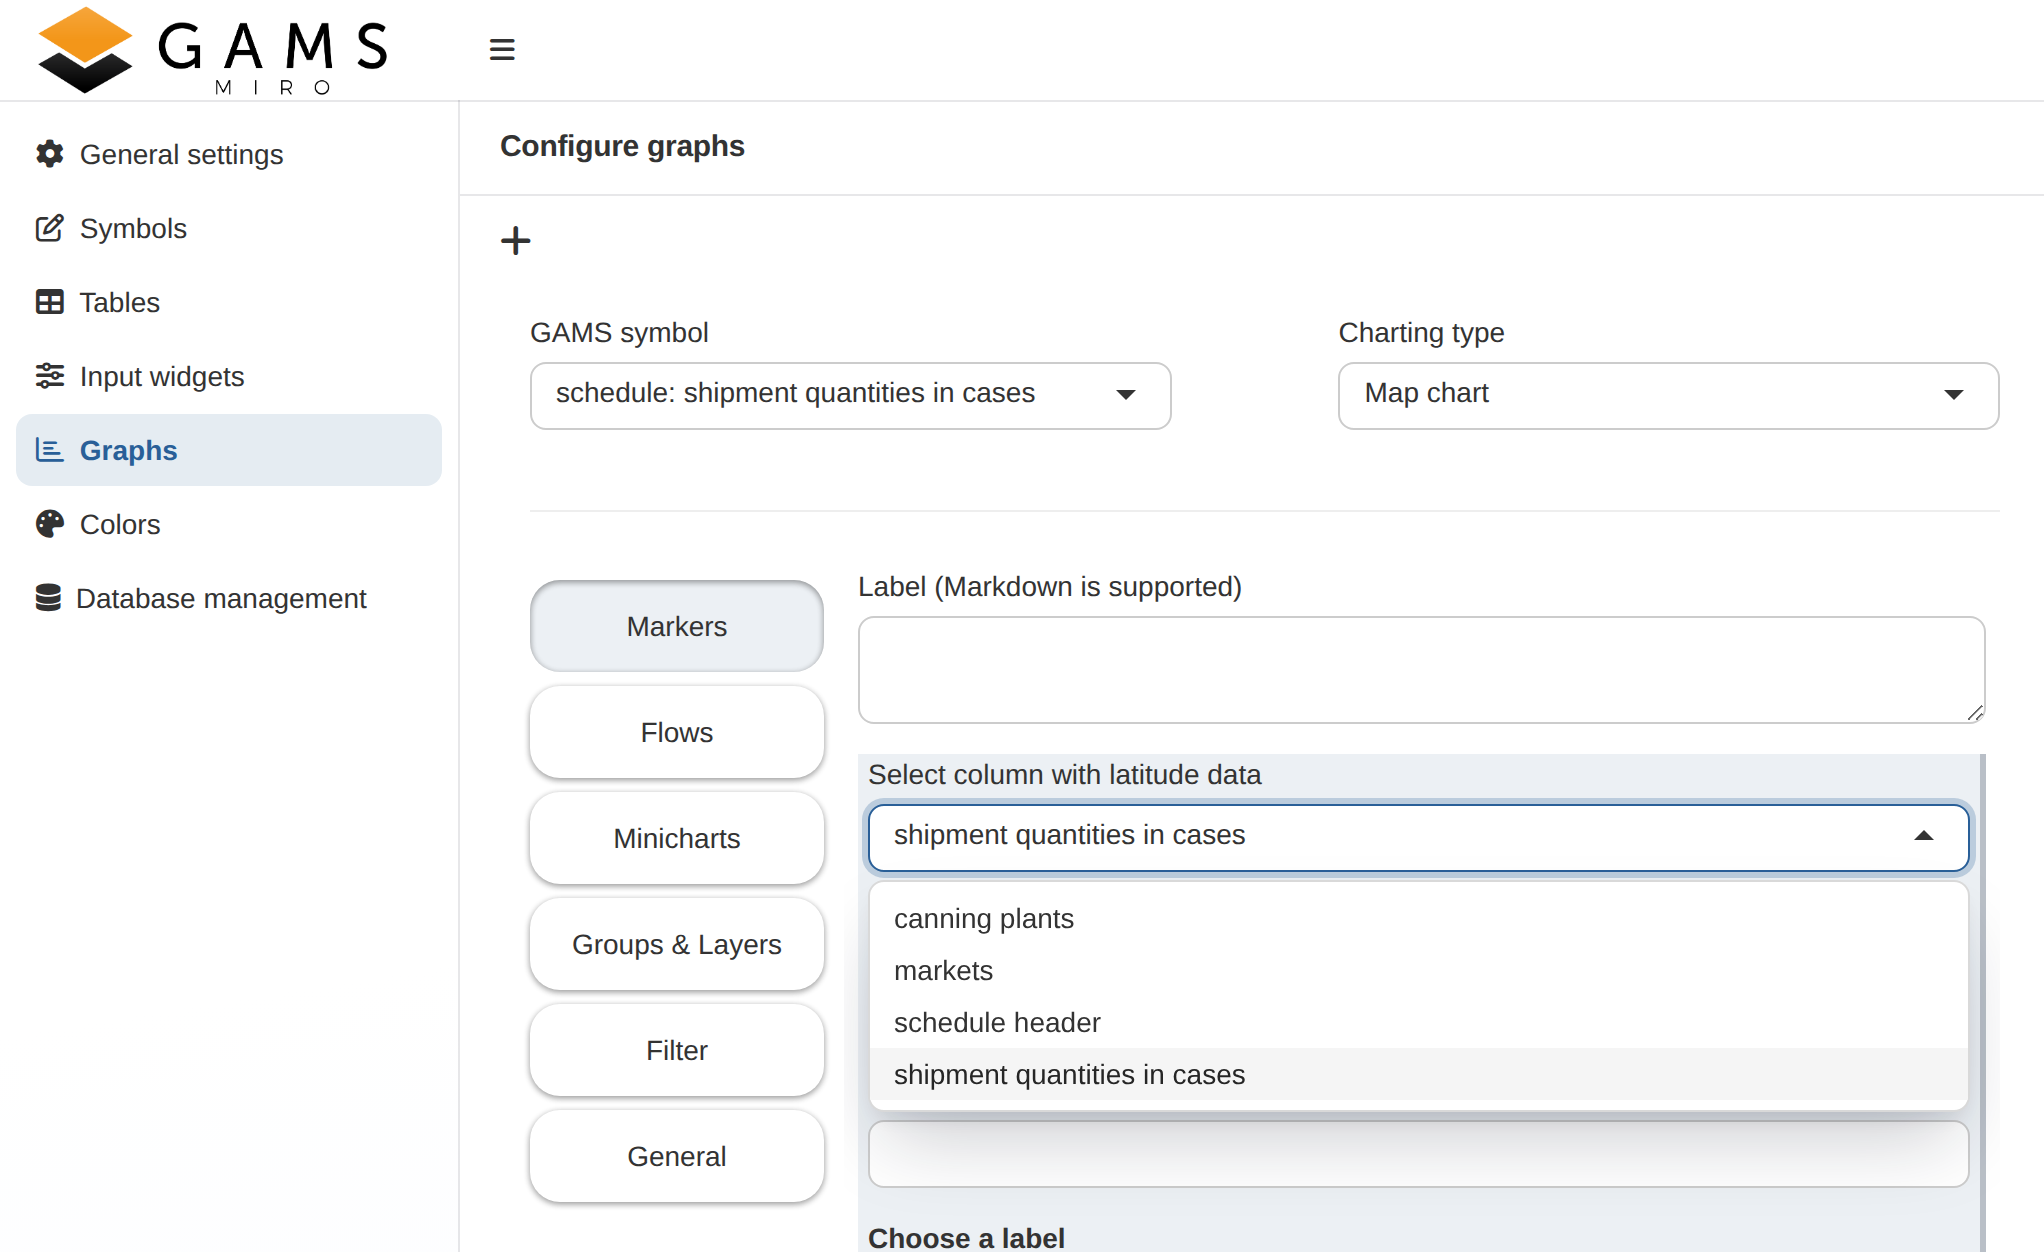 GAMS
MIRO
General settings
Symbols
Tables
Input widgets
Graphs
Colors
Database management
Configure graphs
GAMS symbol
schedule: shipment quantities in cases
Charting type
Map chart
Markers
Flows
Minicharts
Groups & Layers
Filter
General
Label (Markdown is supported)
Select column with latitude data
shipment quantities in cases
canning plants
markets
schedule header
shipment quantities in cases
Choose a label